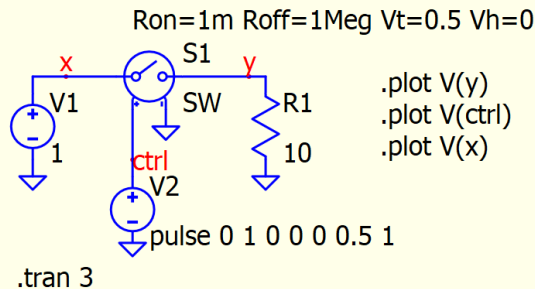 Ron=1m Roff=1Meg Vt=0.5 Vh=0
x
S1
y
.plot V(y)
V1
SW
R1
.plot V(ctrl)
1
ctrl
10
.plot V(x)
V2
pulse 0 1 0 0 0 0.5 1
.tran 3